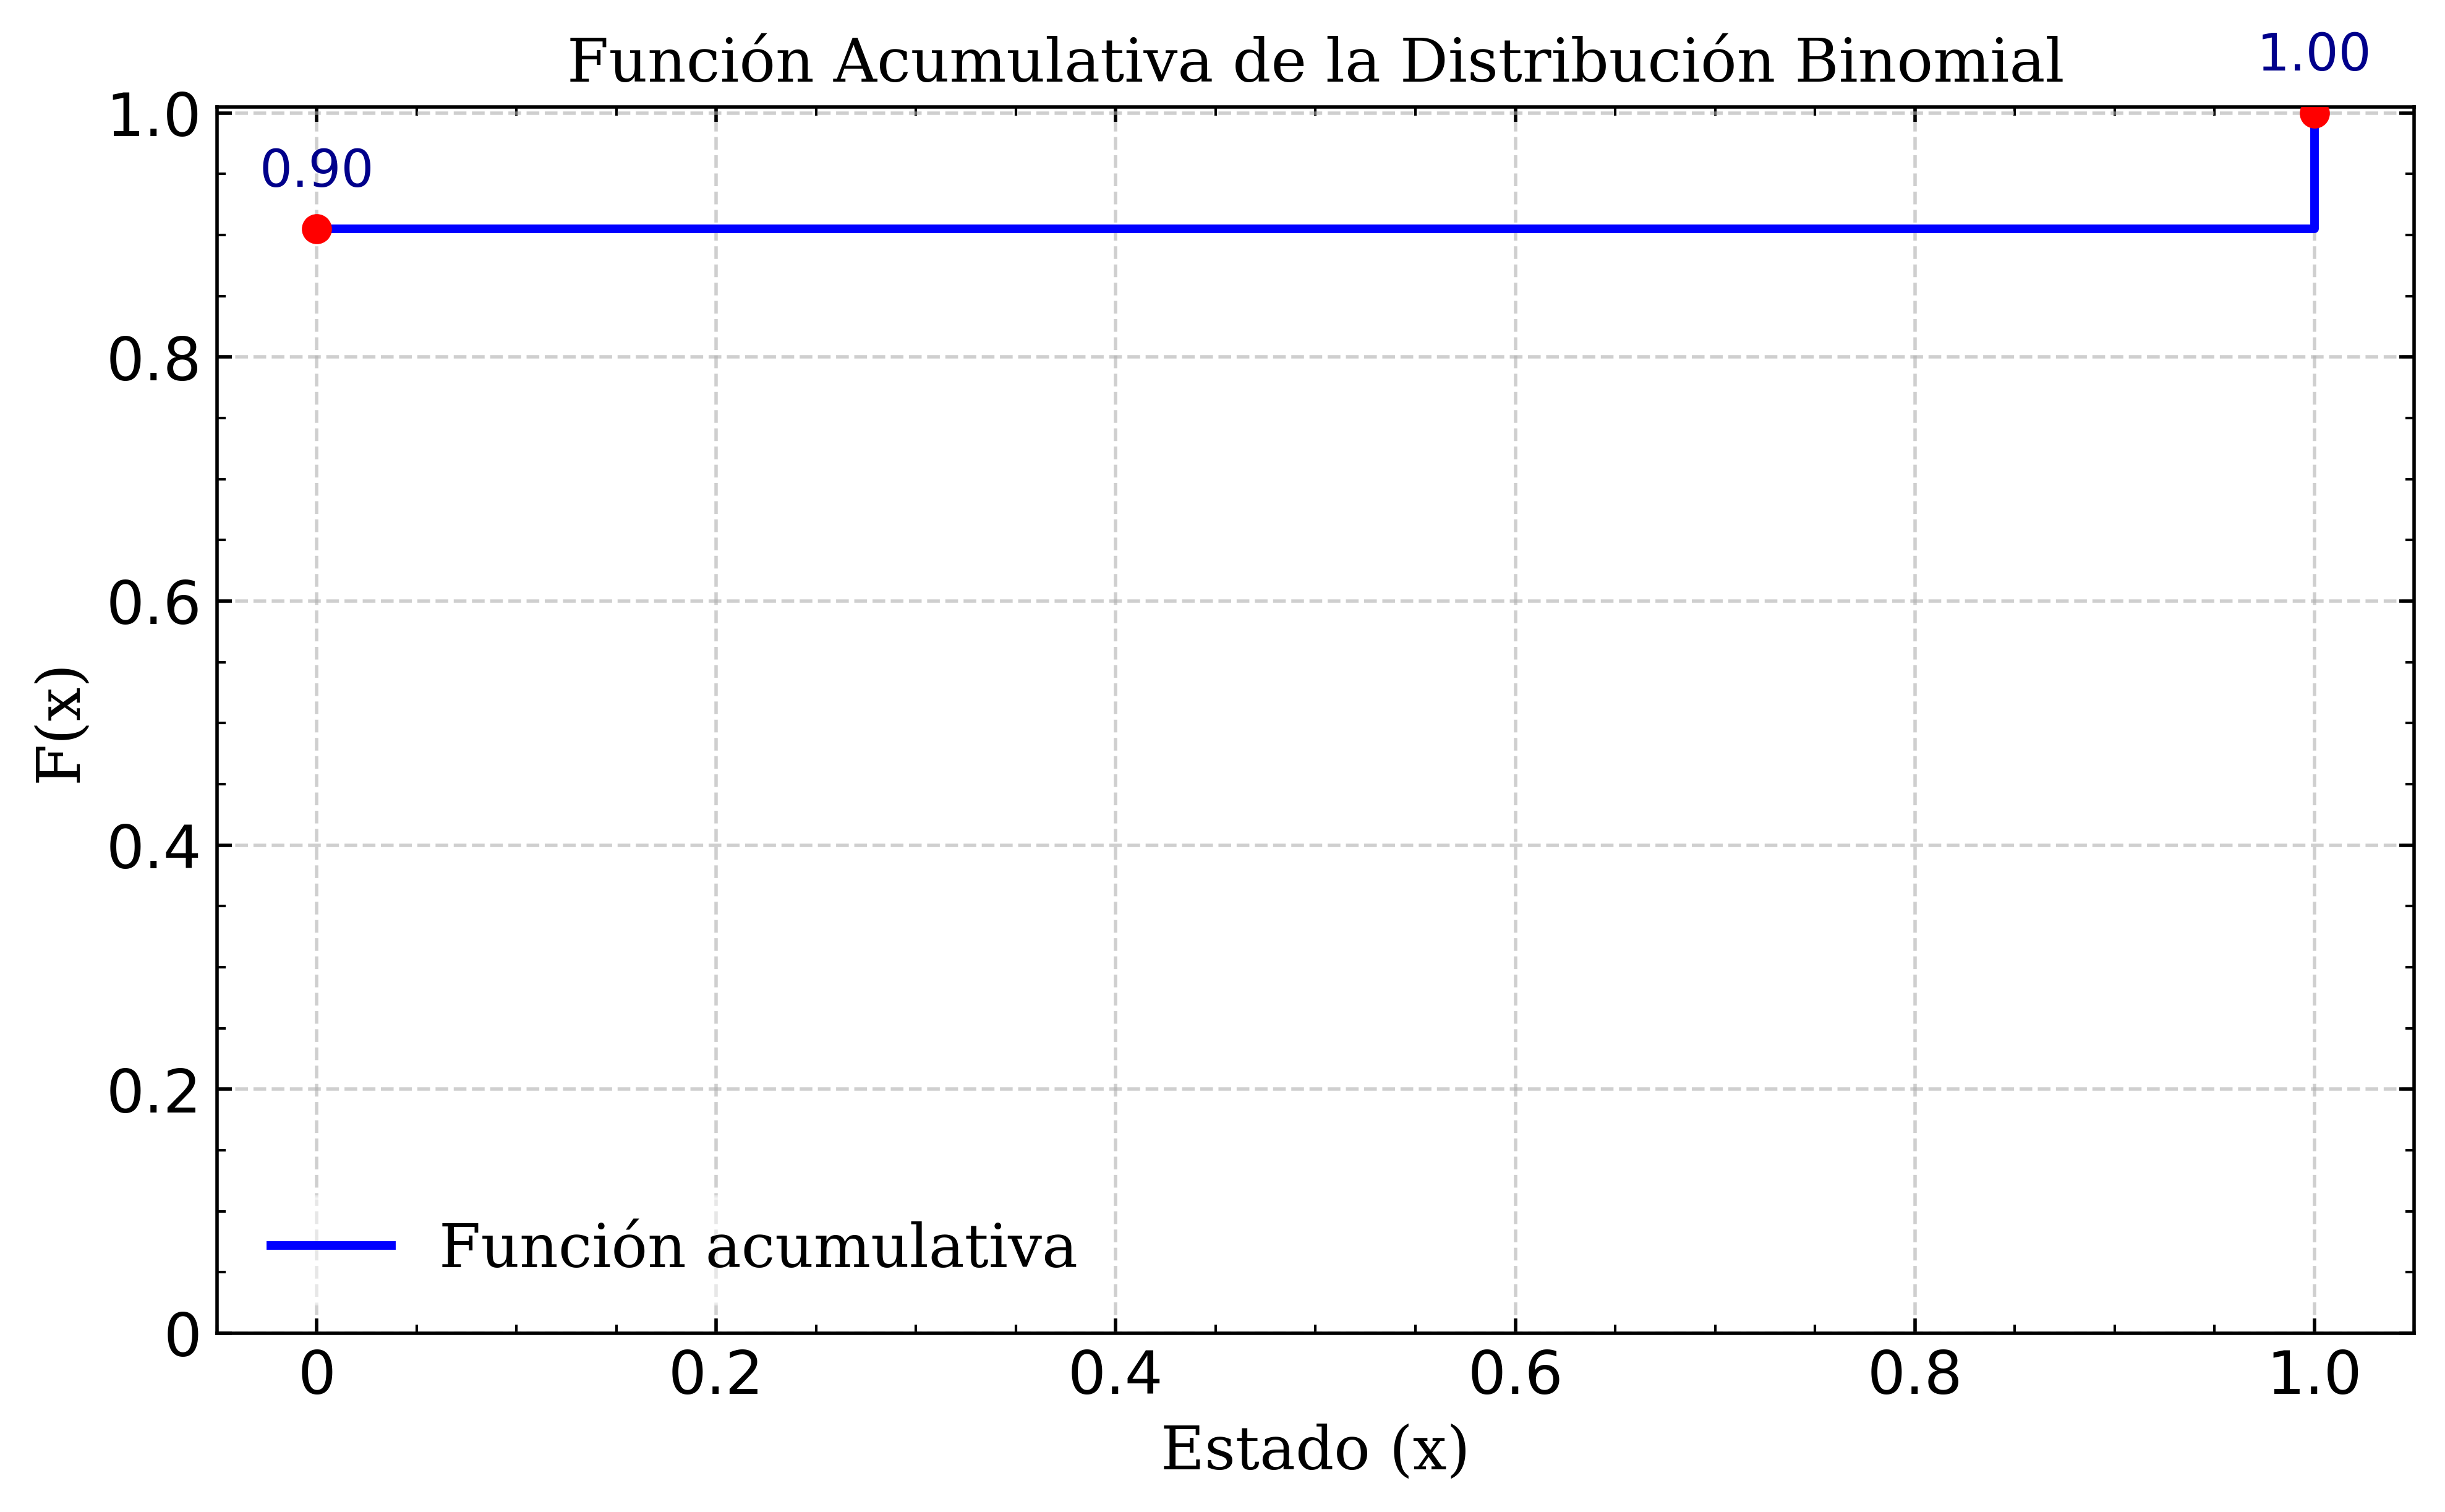 Función Acumulativa de la Distribución Binomial
1.00
1.0
0.90
0.8
0.6
F(x)
0.4
0.2
Función acumulativa
0
0 0.2 0.4 0.6 0.8 1.0
Estado (x)